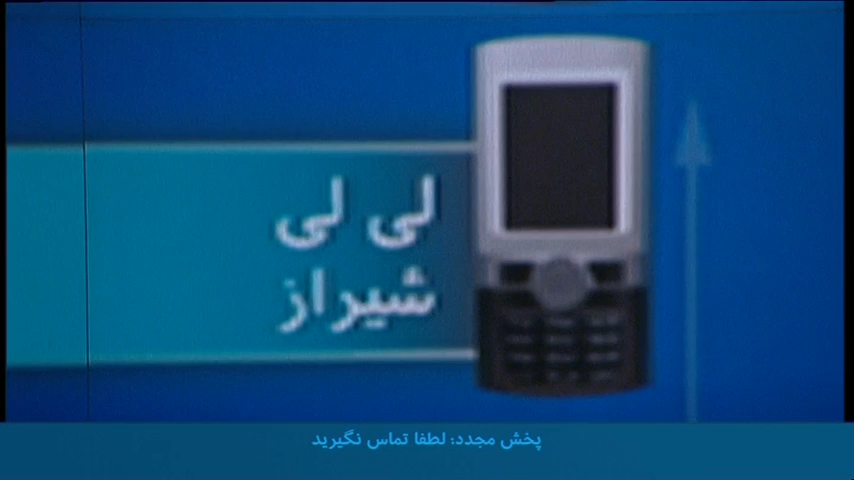 لی لی
شیراز
پخش مجدد: لطفا تماس نگیرید